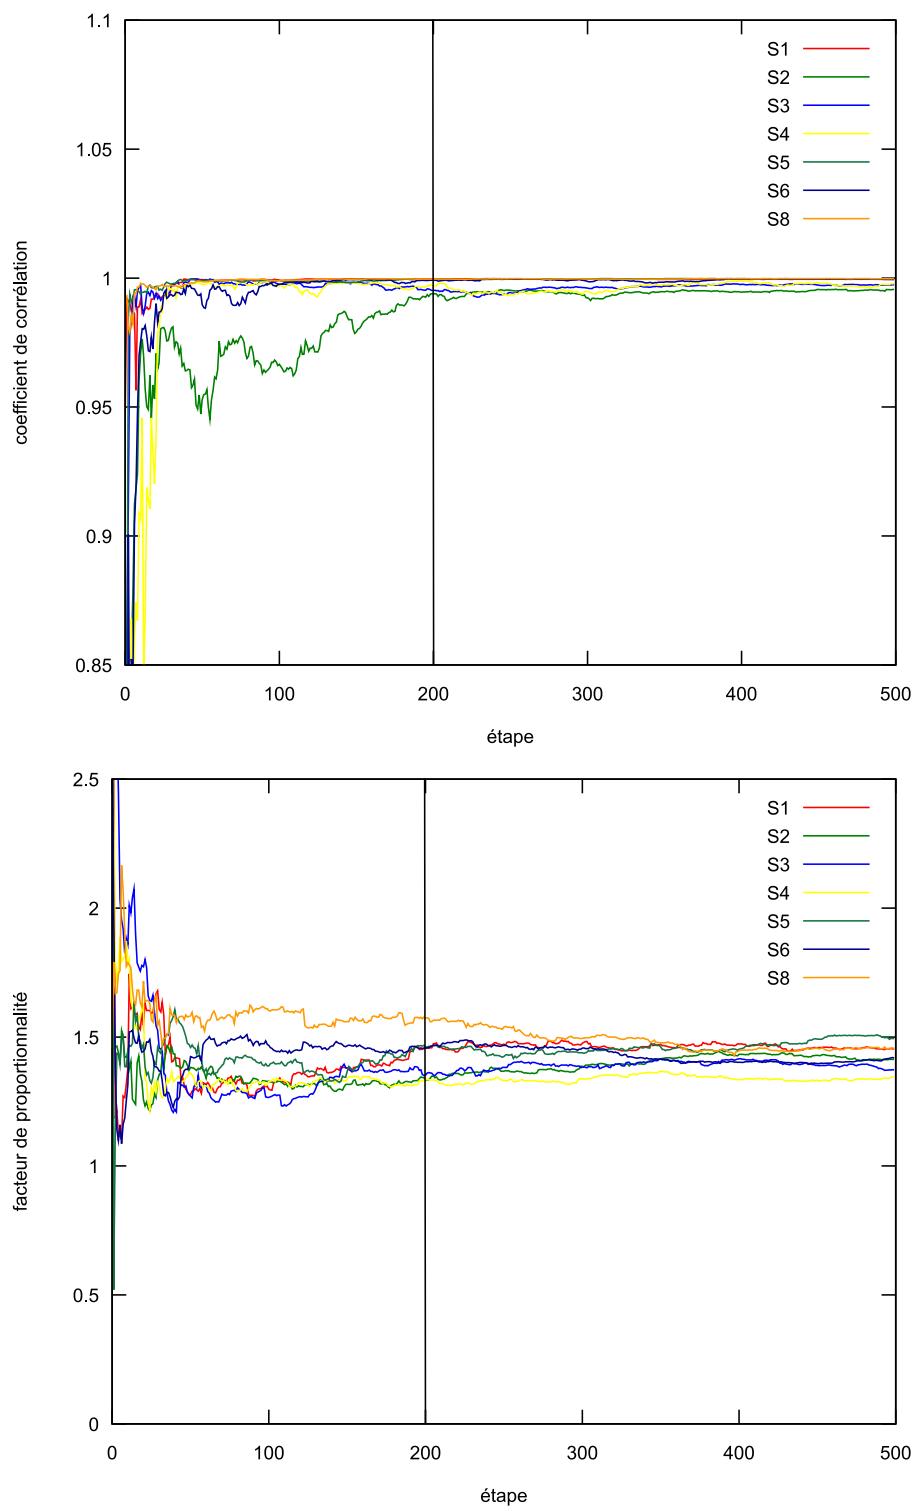 1.1
1.05
1
0.95
0.9
0.85
0
100
200
300
400
500
coefficient de corrélation
étape
S1
S2
S3
S4
S5
S6
S8
2.5
2
1.5
1
0.5
0
0
100
200
300
400
500
facteur de proportionnalité
étape
S1
S2
S3
S4
S5
S6
S8